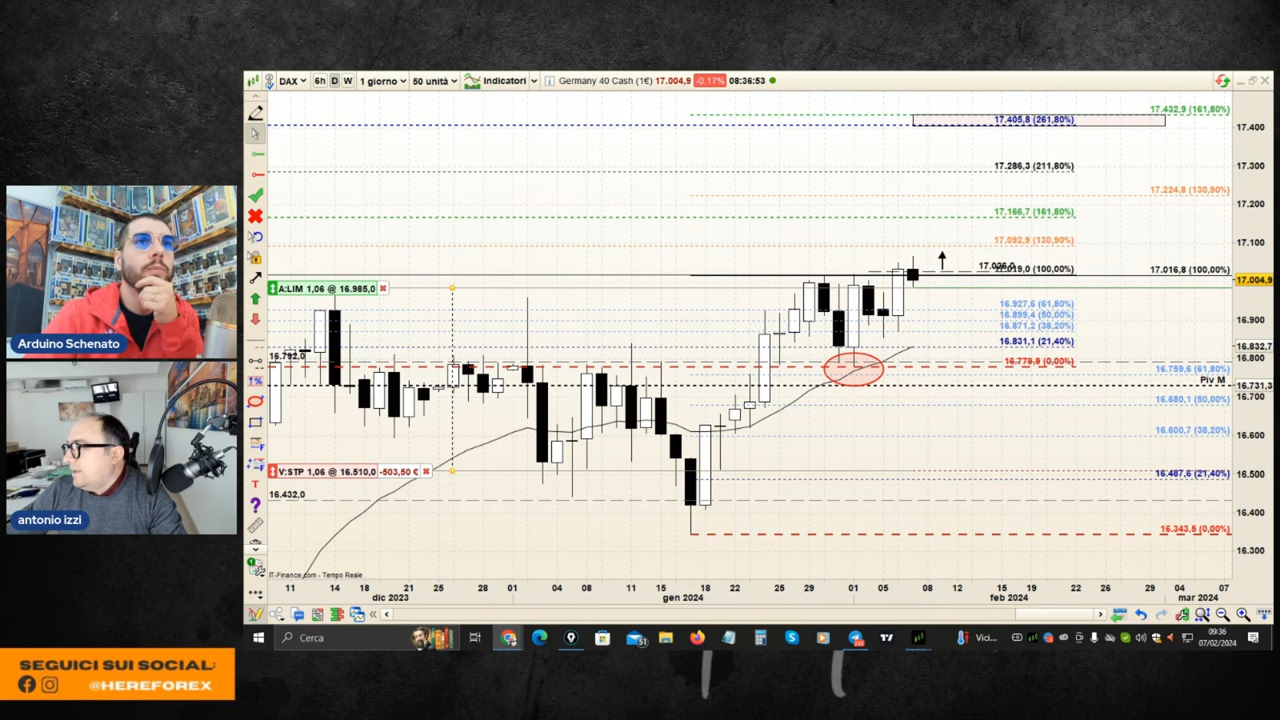 DAX 6h D W 1 giorno 50 unità Indicatori Germany 40 Cash (1€) 17.004,9 -0.17% 08:36:53
17.432,9 (161,80%)
17.405,8 (261,80%)
17.400
17.286,3 (211,80%)
17.300
17.224,8 (130,90%)
17.200
17.166,7 (161,80%)
17.092,9 (130,90%)
17.100
17.019,0 (100,00%)
17.016,8 (100,00%)
17.004,9
A:LIM 1,06 @ 16.985,0
16.927,6 (61,80%)
16.899,4 (50,00%)
16.900
16.871,2 (38,20%)
16.831,1 (21,40%)
16.832,7
16.792,0
16.800
16.779,0 (0,00%)
16.759,6 (61,80%)
Piv M
16.731,3
16.680,1 (50,00%)
16.700
16.600,7 (38,20%)
16.600
V:STP 1,06 @ 16.510,0 -503,50 €
16.487,6 (21,40%)
16.500
16.432,0
16.400
16.343,5 (0,00%)
16.300
IT-Finance.com - Tempo Reale
11 14 18 21 25 28 01 04 08 11 15 18 22 25 29 01 05 08 12 15 19 22 26 29 04 07
dic 2023 gen 2024 feb 2024 mar 2024
Arduino Schenato
antonio izzi
Cerca
51
Vici...
09:36
07/02/2024
SEGUICI SUI SOCIAL:
@HEREFOREX